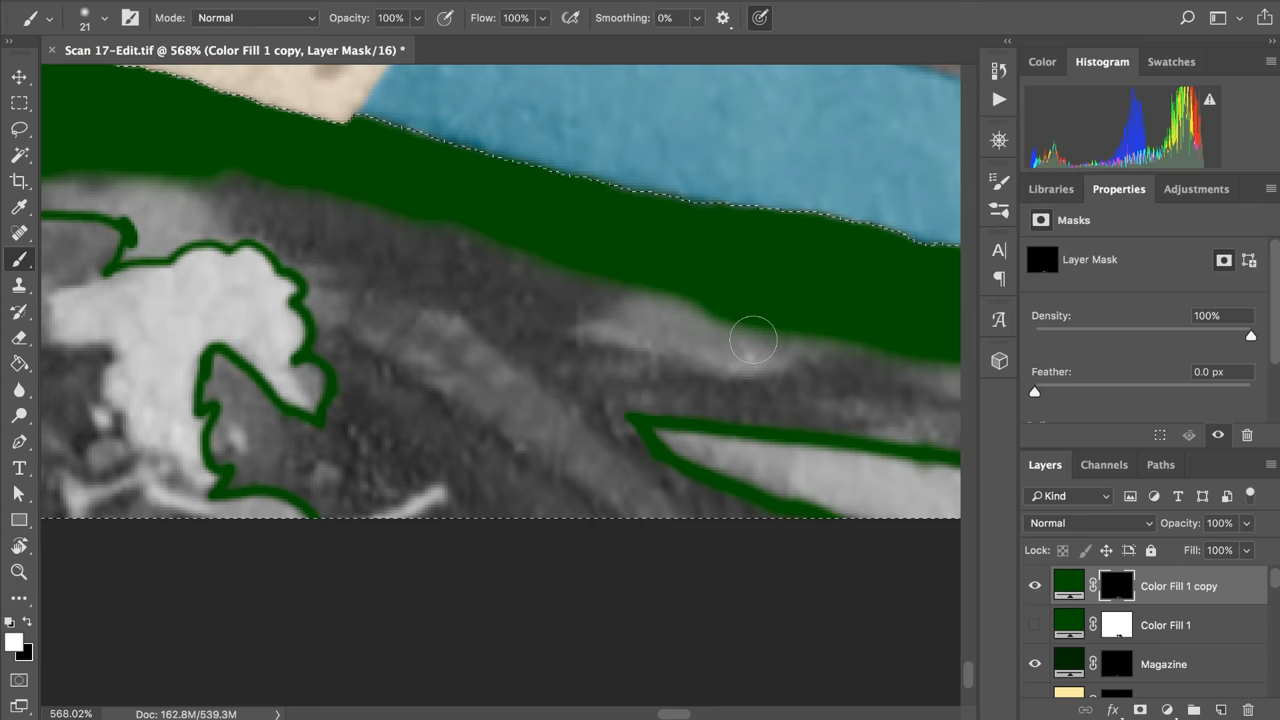 21
Mode: Normal
Opacity: 100%
Flow: 100%
Smoothing: 0%
Scan 17-Edit.tif @ 568% (Color Fill 1 copy, Layer Mask/16) *
Color
Histogram
Swatches
Libraries
Properties
Adjustments
Masks
Layer Mask
Density:
100%
Feather:
0.0 px
Layers
Channels
Paths
Kind
Normal
Opacity: 100%
Lock:
Fill: 100%
Color Fill 1 copy
Color Fill 1
Magazine
568.02%
Doc: 162.8M/539.3M